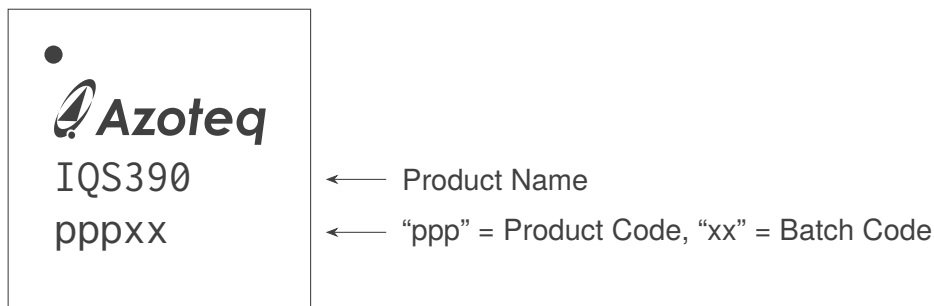 Azoteq
IQS390
Product Name
pppxx
“ppp” = Product Code, “xx” = Batch Code